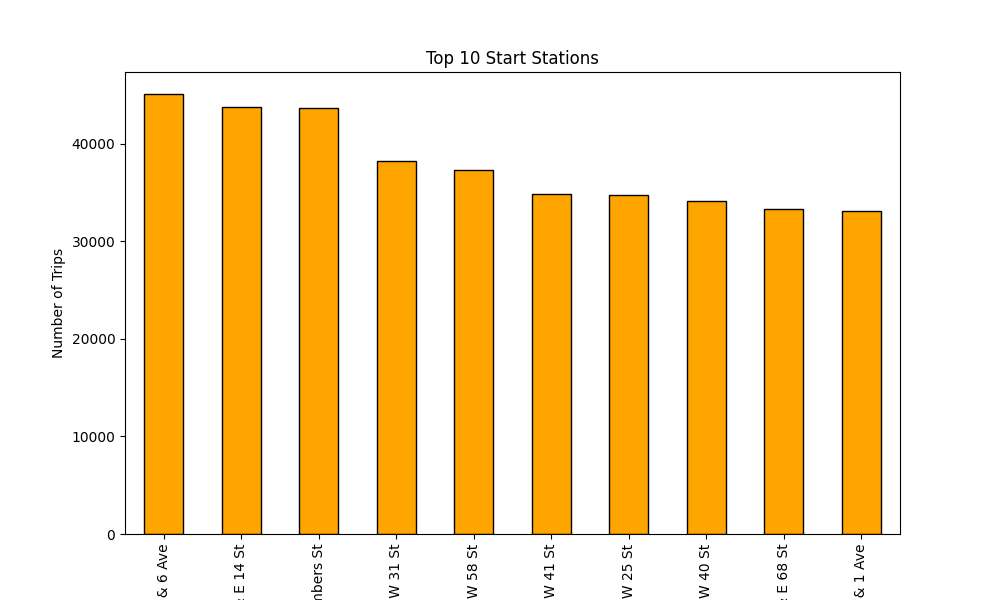 Top 10 Start Stations
Number of Trips
40000
30000
20000
10000
0
& 6 Ave
E 14 St
St
W 31 St
W 58 St
W 41 St
W 25 St
W 40 St
E 68 St
& 1 Ave